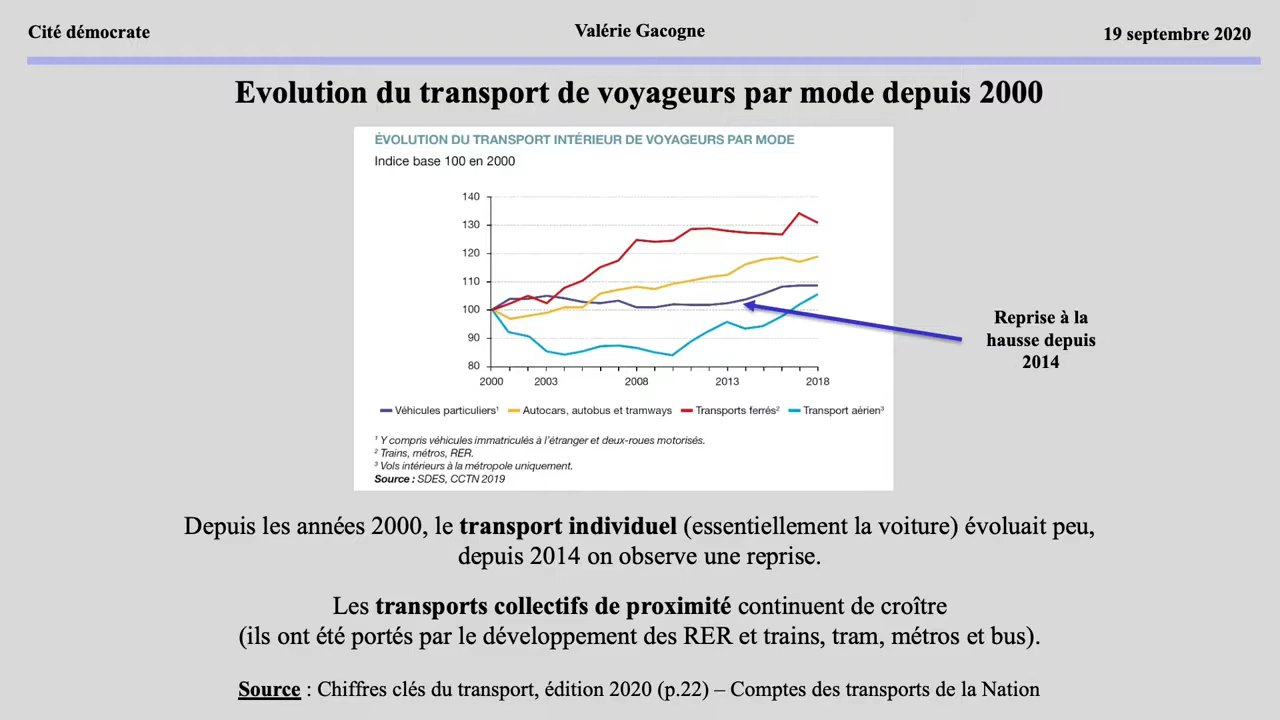 Cité démocrate
Valérie Gacogne
19 septembre 2020
Evolution du transport de voyageurs par mode depuis 2000
ÉVOLUTION DU TRANSPORT INTÉRIEUR DE VOYAGEURS PAR MODE
Indice base 100 en 2000
140
130
120
110
100
90
80
2000 2003 2008 2013 2018
Véhicules particuliers¹ Autocars, autobus et tramways Transports ferrés² Transport aérien³
¹ Y compris véhicules immatriculés à l'étranger et deux-roues motorisés.
² Trains, métros, RER.
³ Vols intérieurs à la métropole uniquement.
Source : SDES, CCTN 2019
Reprise à la
hausse depuis
2014
Depuis les années 2000, le transport individuel (essentiellement la voiture) évoluait peu,
depuis 2014 on observe une reprise.
Les transports collectifs de proximité continuent de croître
(ils ont été portés par le développement des RER et trains, tram, métros et bus).
Source : Chiffres clés du transport, édition 2020 (p.22) – Comptes des transports de la Nation